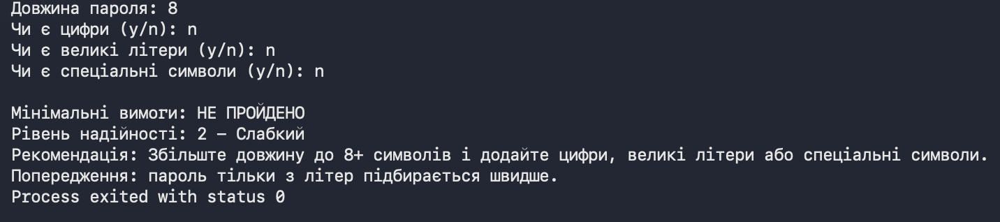 Довжина пароля: 8
Чи є цифри (y/n): n
Чи є великі літери (y/n): n
Чи є спеціальні символи (y/n): n
Мінімальні вимоги: НЕ ПРОЙДЕНО
Рівень надійності: 2 – Слабкий
Рекомендація: Збільште довжину до 8+ символів і додайте цифри, великі літери або спеціальні символи.
Попередження: пароль тільки з літер підбирається швидше.
Process exited with status 0